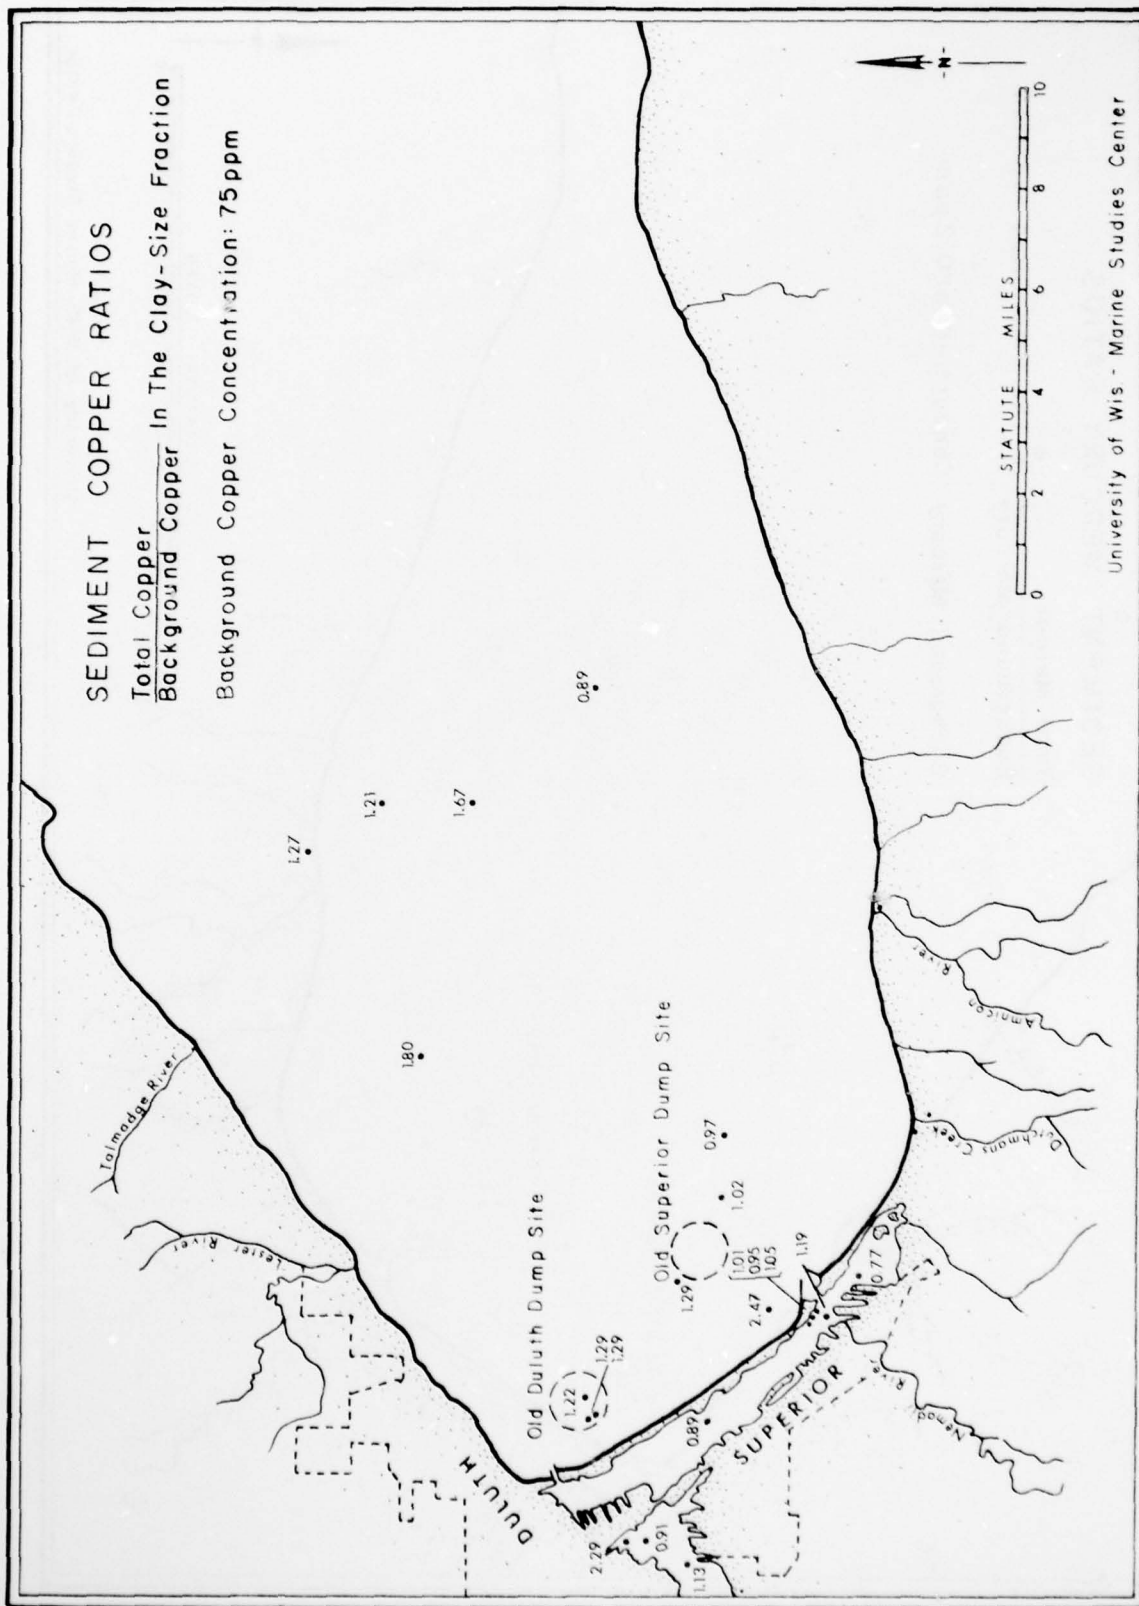 SEDIMENT COPPER RATIOS
Total Copper
Background Copper
In The Clay-Size Fraction
Background Copper Concentration: 75ppm
Talmadge River
Lester River
1.27
1.21
1.67
1.80
0.89
DULUTH
Old Duluth Dump Site
1.22
1.29
1.29
Old Superior Dump Site
1.29
1.02
0.97
2.47
1.01
0.95
1.05
1.19
0.77
0.89
SUPERIOR
2.29
0.91
1.13
Nemadji River
Dutchmans Creek
Amnicon River
STATUTE MILES
0 2 4 6 8 10
-N-
University of Wis - Marine Studies Center